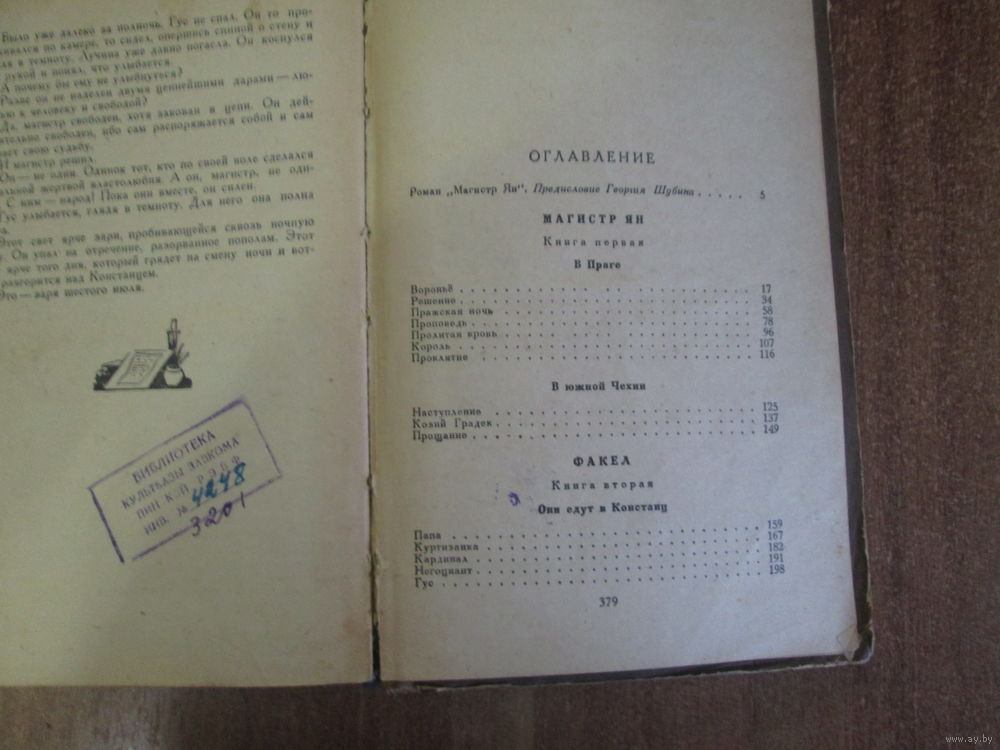 Было уже далеко за полночь. Гус не спал. Он то про-
по камере, то сидел, опершись спиной о стену и
в темноту. Лучина уже давно погасла. Он коснулся
рукой и понял, что улыбается.
А почему бы ему не улыбнуться?
Разве он не наделен двумя ценнейшими дарами — лю-
к человеку и свободой?
Да, магистр свободен, хотя закован в цепи. Он дей-
свободен, ибо сам распоряжается собой и сам
свою судьбу.
И магистр решил.
Он — не один. Одинок тот, кто по своей воле сделался
жертвой властолюбия. А он, магистр, не оди-
С ним — народ! Пока они вместе, он силен.
Гус улыбается, глядя в темноту. Для него она полна
Этот свет ярче зари, пробивающейся сквозь ночную
Он упал на отречение, разорванное пополам. Этот
ярче того дня, который грядет на смену ночи и вот-
разгорится над Констанцем.
Это — заря шестого июля.
БИБЛИОТЕКА
КУЛЬТБАЗЫ ЗАВКОМА
ИНВ. № 4248
3201
ОГЛАВЛЕНИЕ
Роман „Магистр Ян“. Предисловие Георгия Шубина . . . . . 5
МАГИСТР ЯН
Книга первая
В Праге
Вороньё 17
Решение 34
Пражская ночь 58
Проповедь 78
Пролитая кровь 96
Король 107
Проклятие 116
В южной Чехии
Наступление 125
Козий Градек 137
Прощание 149
ФАКЕЛ
Книга вторая
Они едут в Констанц
Папа 159
Куртизанка 167
Кардинал 182
Негоциант 191
Гус 198
379
www.ay.by